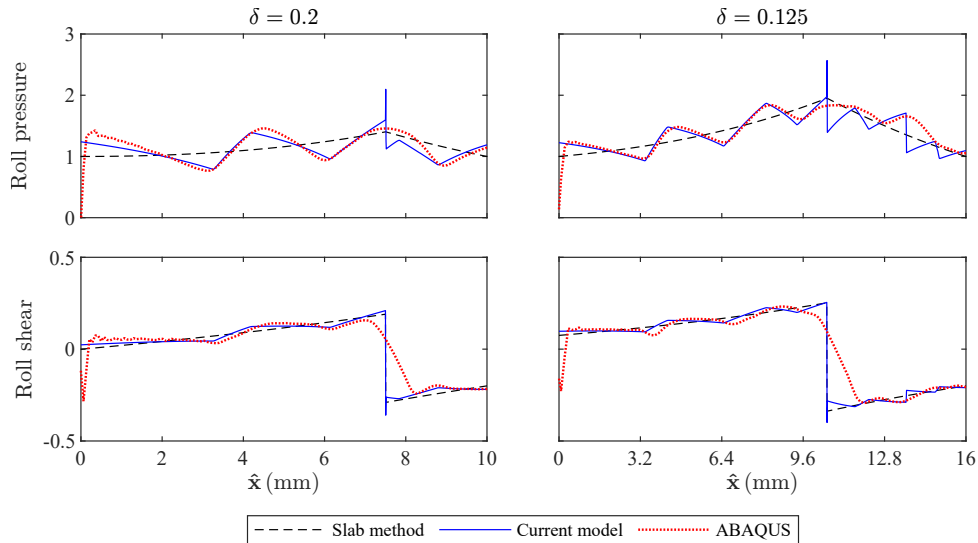 δ = 0.2
δ = 0.125
Roll pressure
3
2
1
0
Roll shear
0.5
0
-0.5
0 2 4 6 8 10
0 3.2 6.4 9.6 12.8 16
x̂ (mm)
x̂ (mm)
Slab method Current model ABAQUS